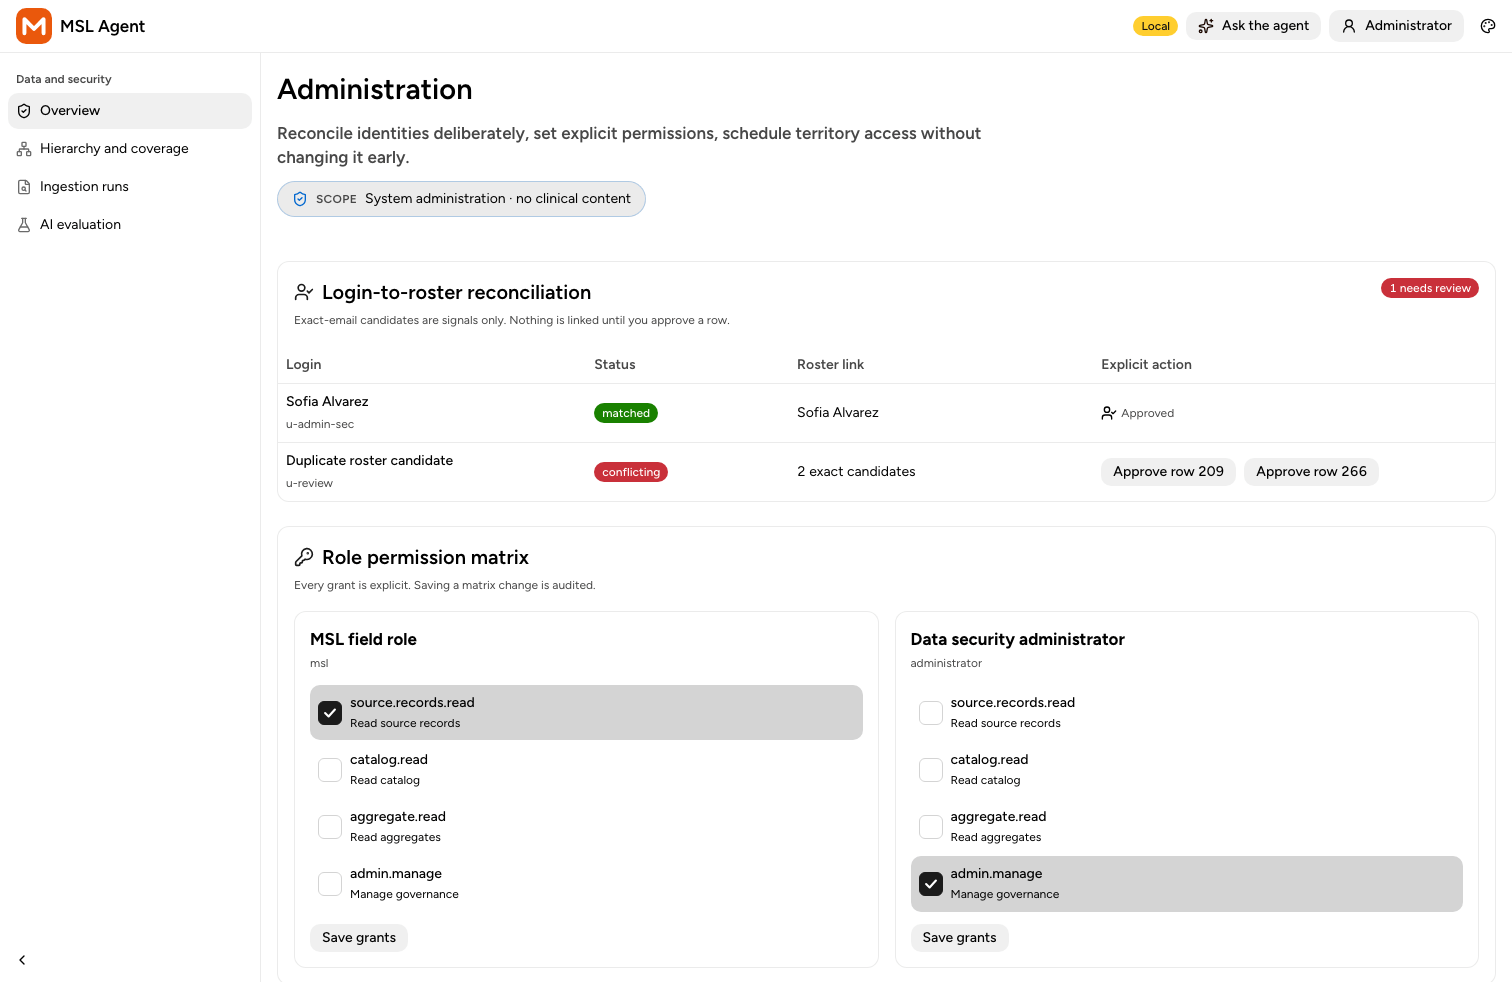 MSL Agent
Local
Ask the agent
Administrator
Data and security
Overview
Hierarchy and coverage
Ingestion runs
AI evaluation
Administration
Reconcile identities deliberately, set explicit permissions, schedule territory access without
changing it early.
SCOPE System administration · no clinical content
Login-to-roster reconciliation
1 needs review
Exact-email candidates are signals only. Nothing is linked until you approve a row.
Login Status Roster link Explicit action
Sofia Alvarez
u-admin-sec
matched
Sofia Alvarez
Approved
Duplicate roster candidate
u-review
conflicting
2 exact candidates
Approve row 209
Approve row 266
Role permission matrix
Every grant is explicit. Saving a matrix change is audited.
MSL field role
msl
source.records.read
Read source records
catalog.read
Read catalog
aggregate.read
Read aggregates
admin.manage
Manage governance
Save grants
Data security administrator
administrator
source.records.read
Read source records
catalog.read
Read catalog
aggregate.read
Read aggregates
admin.manage
Manage governance
Save grants